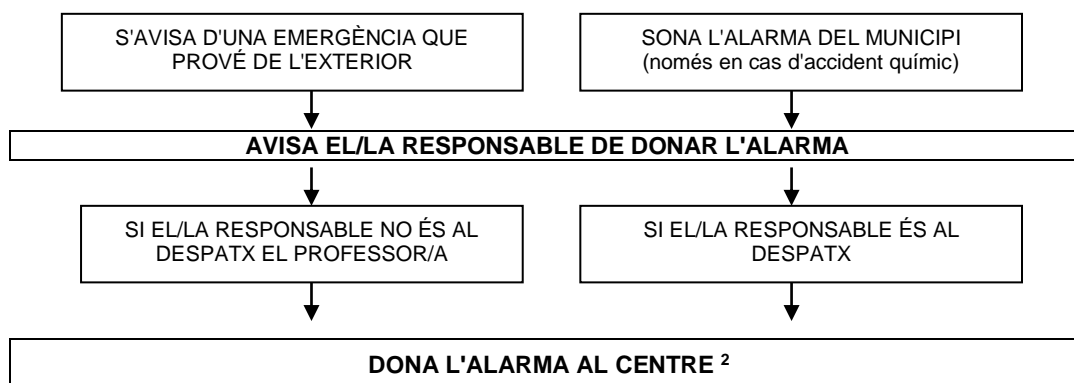 S'AVISA D'UNA EMERGÈNCIA QUE
PROVÉ DE L'EXTERIOR
SONA L'ALARMA DEL MUNICIPI
(només en cas d'accident químic)
AVISA EL/LA RESPONSABLE DE DONAR L'ALARMA
SI EL/LA RESPONSABLE NO ÉS AL
DESPATX EL PROFESSOR/A
SI EL/LA RESPONSABLE ÉS AL
DESPATX
DONA L'ALARMA AL CENTRE ²